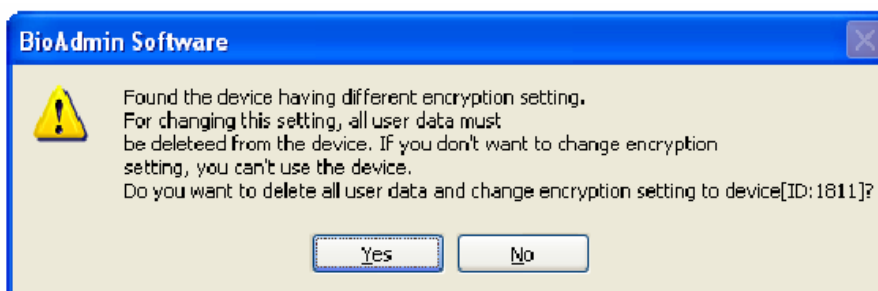 BioAdmin Software
Found the device having different encryption setting.
For changing this setting, all user data must
be deleteed from the device. If you don't want to change encryption
setting, you can't use the device.
Do you want to delete all user data and change encryption setting to device[ID:1811]?
Yes No